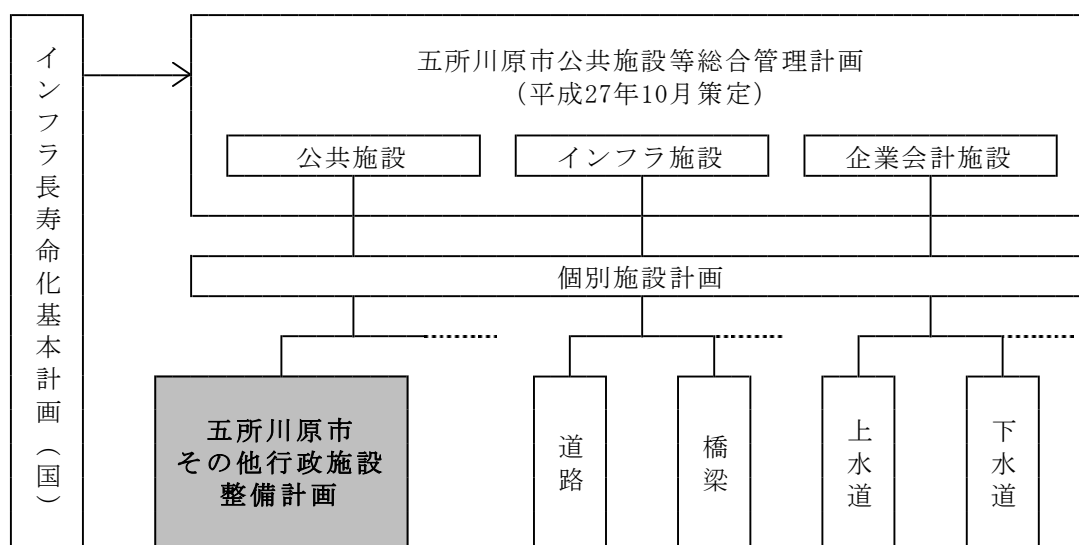 インフラ長寿命化基本計画（国）
五所川原市公共施設等総合管理計画
（平成27年10月策定）
公共施設
インフラ施設
企業会計施設
個別施設計画
五所川原市
その他行政施設
整備計画
道路
橋梁
上水道
下水道